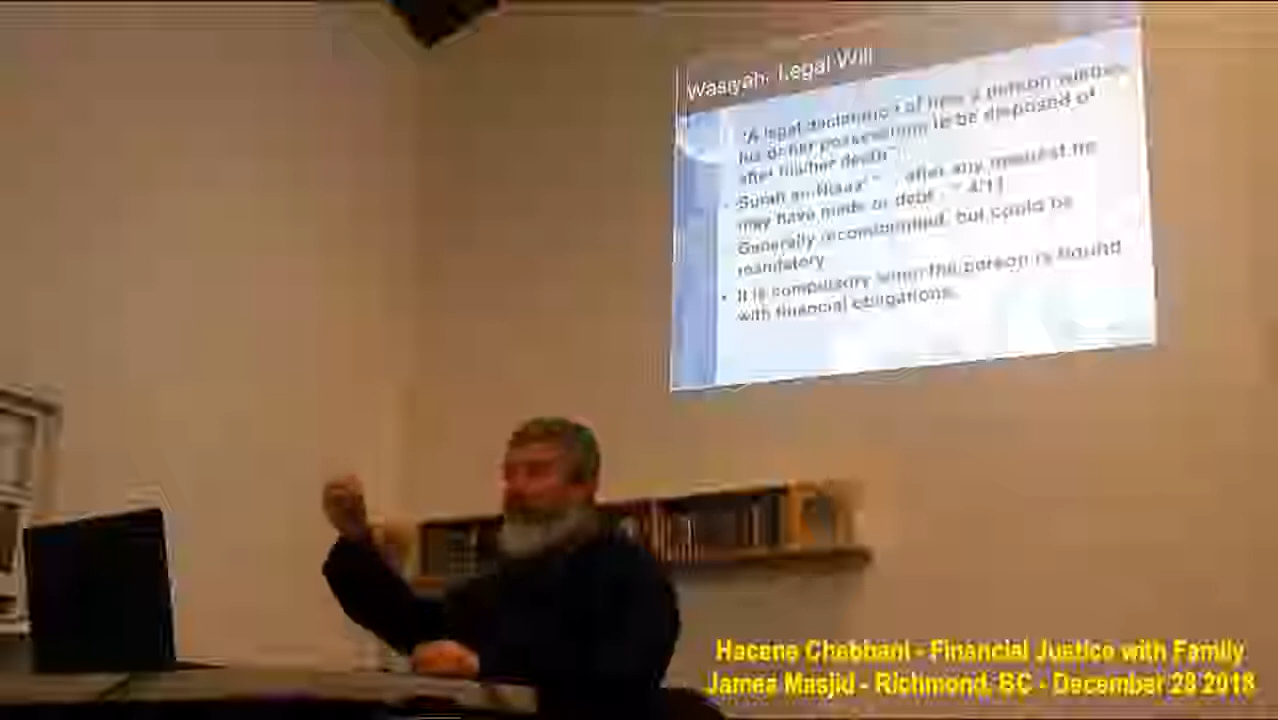 Wasiyah: Legal Will
"A legal declaration of how a person wishes
his or her possessions to be disposed of
after his/her death"
Surah an-Nisaa' " after any request he
may have made or debt " 4/11
Generally recommended, but could be
mandatory
• It is compulsory when the person is bound
with financial obligations.
Hacene Chebbani - Financial Justice with Family
James Masjid - Richmond, BC - December 28 2018